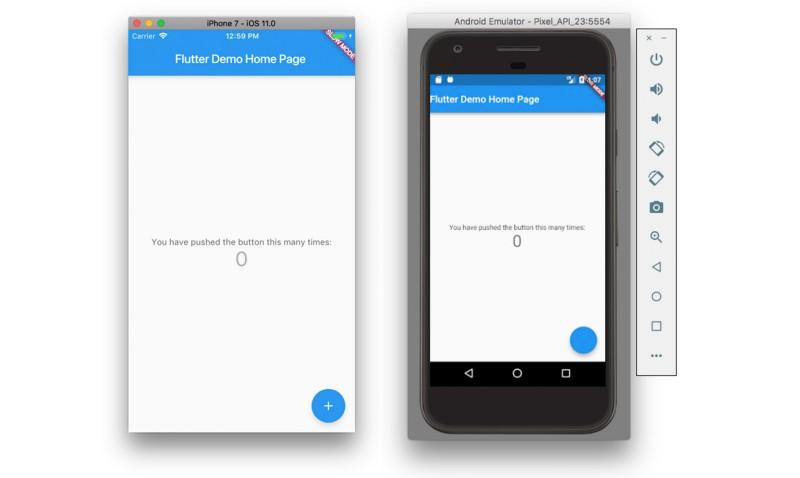 iPhone 7 - iOS 11.0
Carrier
12:59 PM
SLOW MODE
Flutter Demo Home Page
You have pushed the button this many times:
0
+
Android Emulator - Pixel_API_23:5554
1:07
MODE
Flutter Demo Home Page
You have pushed the button this many times:
0